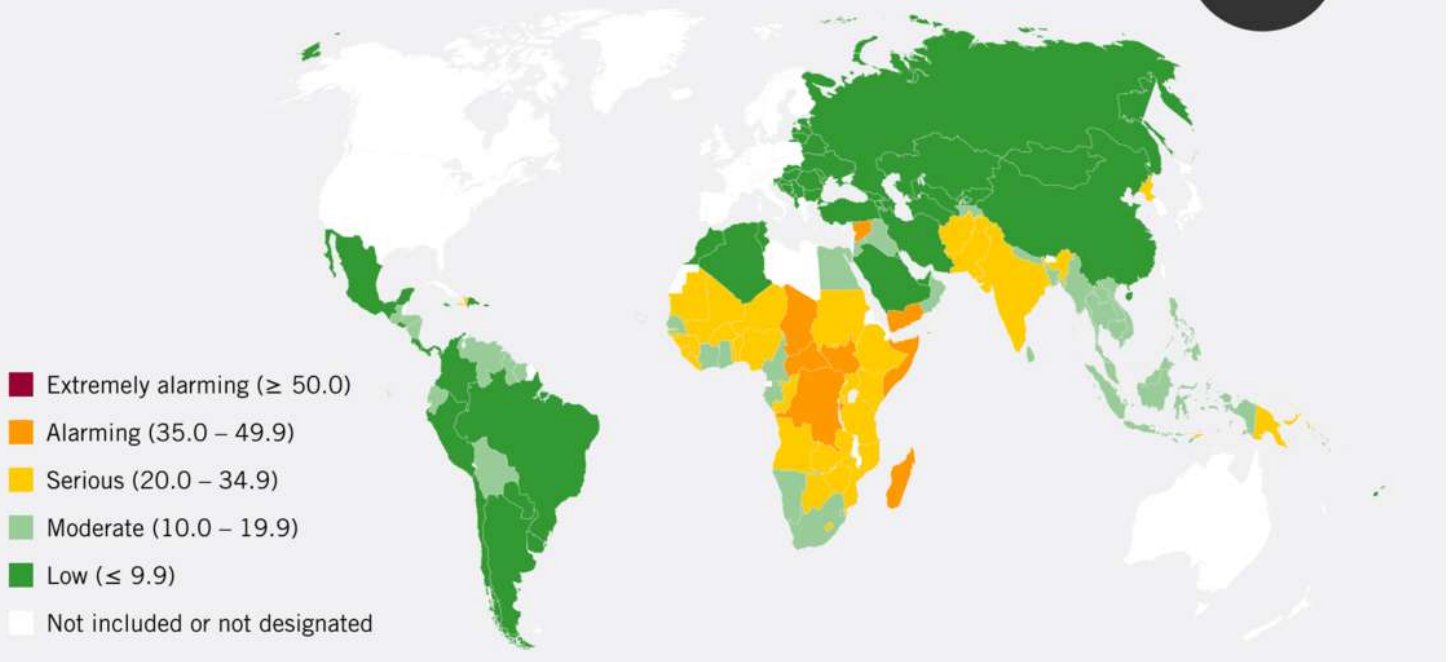 Extremely alarming (≥ 50.0)
Alarming (35.0 – 49.9)
Serious (20.0 – 34.9)
Moderate (10.0 – 19.9)
Low (≤ 9.9)
Not included or not designated